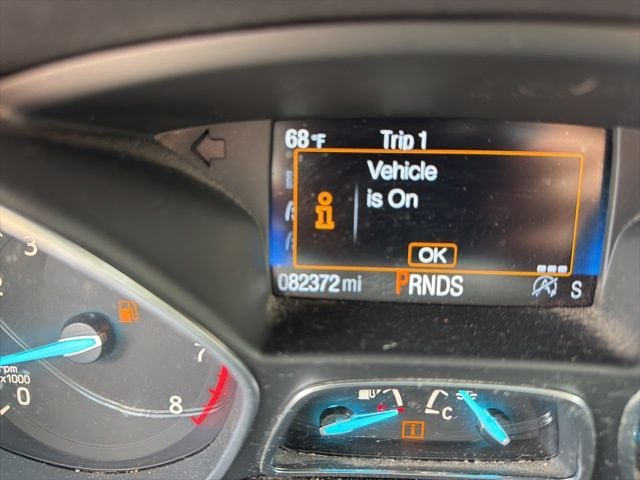 68°F Trip 1
Vehicle
is On
i
OK
082372 mi PRNDS S
3
2
7
rpm
x1000
0
8
C
i